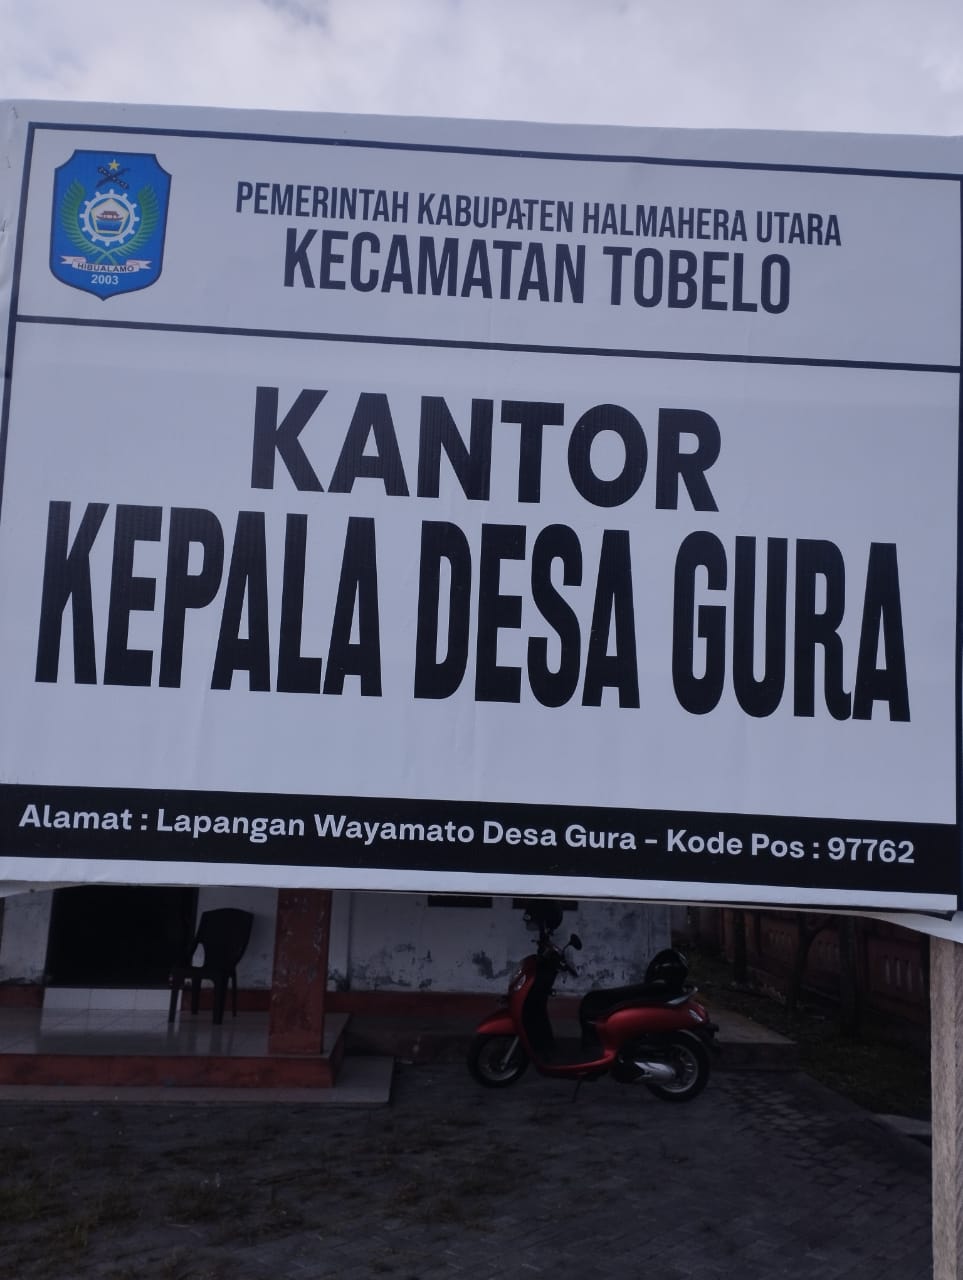 HIBUALAMO
2003
PEMERINTAH KABUPATEN HALMAHERA UTARA
KECAMATAN TOBELO
KANTOR
KEPALA DESA GURA
Alamat : Lapangan Wayamato Desa Gura - Kode Pos : 97762